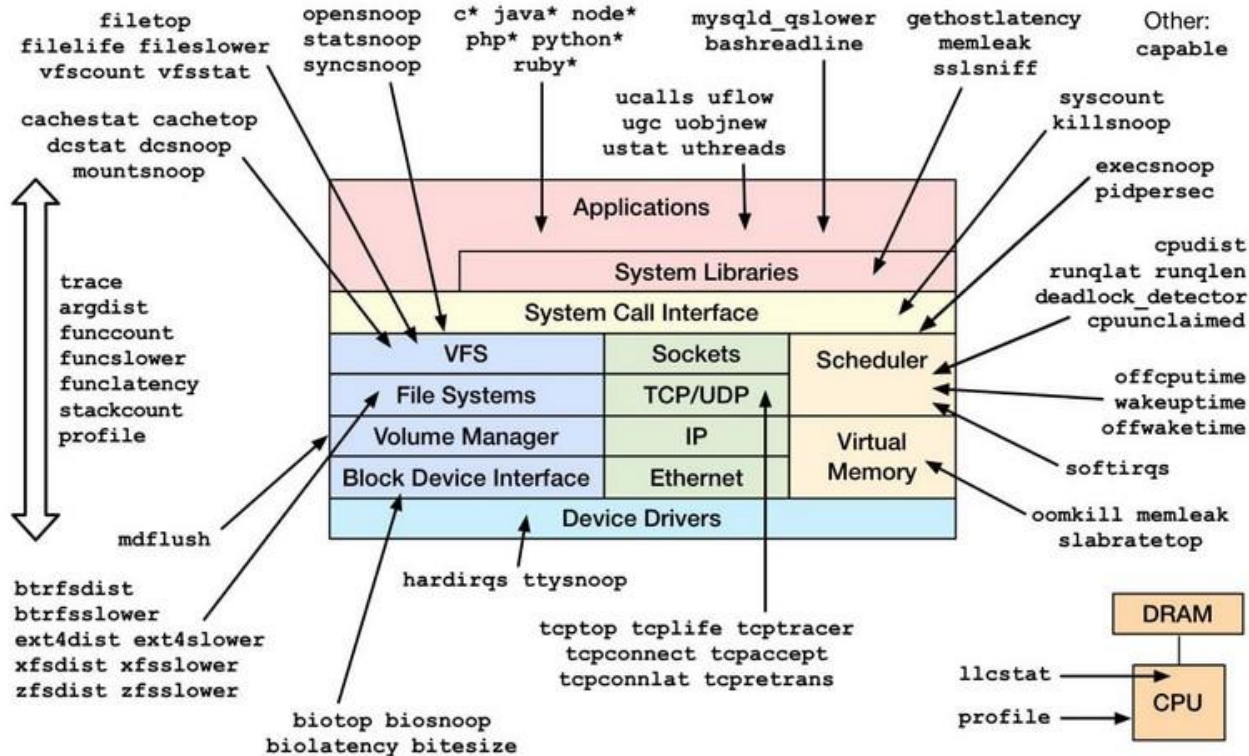 filetop
filelife fileslower
vfscount vfsstat
opensnoop
statsnoop
syncsnoop
c* java* node*
php* python*
ruby*
mysqld_qslower
bashreadline
gethostlatency
memleak
sslsniff
Other:
capable
cachestat cachetop
dcstat dcsnoop
mountsnoop
ucalls uflow
ugc uobjnew
ustat uthreads
syscount
killsnoop
execsnoop
pidpersec
Applications
System Libraries
System Call Interface
cpudist
runqlat runqlen
deadlock_detector
cpuunclaimed
trace
argdist
funccount
funcslower
funclatency
stackcount
profile
VFS
Sockets
Scheduler
File Systems
TCP/UDP
Volume Manager
IP
Virtual
Memory
Block Device Interface
Ethernet
Device Drivers
offcputime
wakeuptime
offwaketime
softirqs
oomkill memleak
slabratetop
mdflush
hardirqs ttysnoop
btrfsdist
btrfsslower
ext4dist ext4slower
xfsdist xfsslower
zfsdist zfsslower
tcptop tcplife tcptracer
tcpconnect tcpaccept
tcpconnlat tcpretrans
biotop biosnoop
biolatency bitesize
DRAM
llcstat
CPU
profile